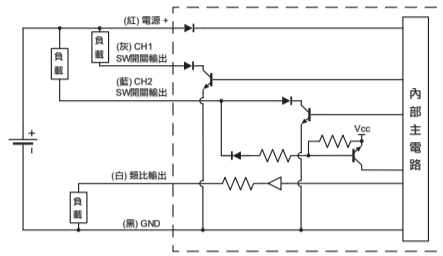 (紅) 電源 +
負載
負載
(灰) CH1
SW開關輸出
(藍) CH2
SW開關輸出
Vcc
內部主電路
+
−
(白) 類比輸出
負載
(黑) GND